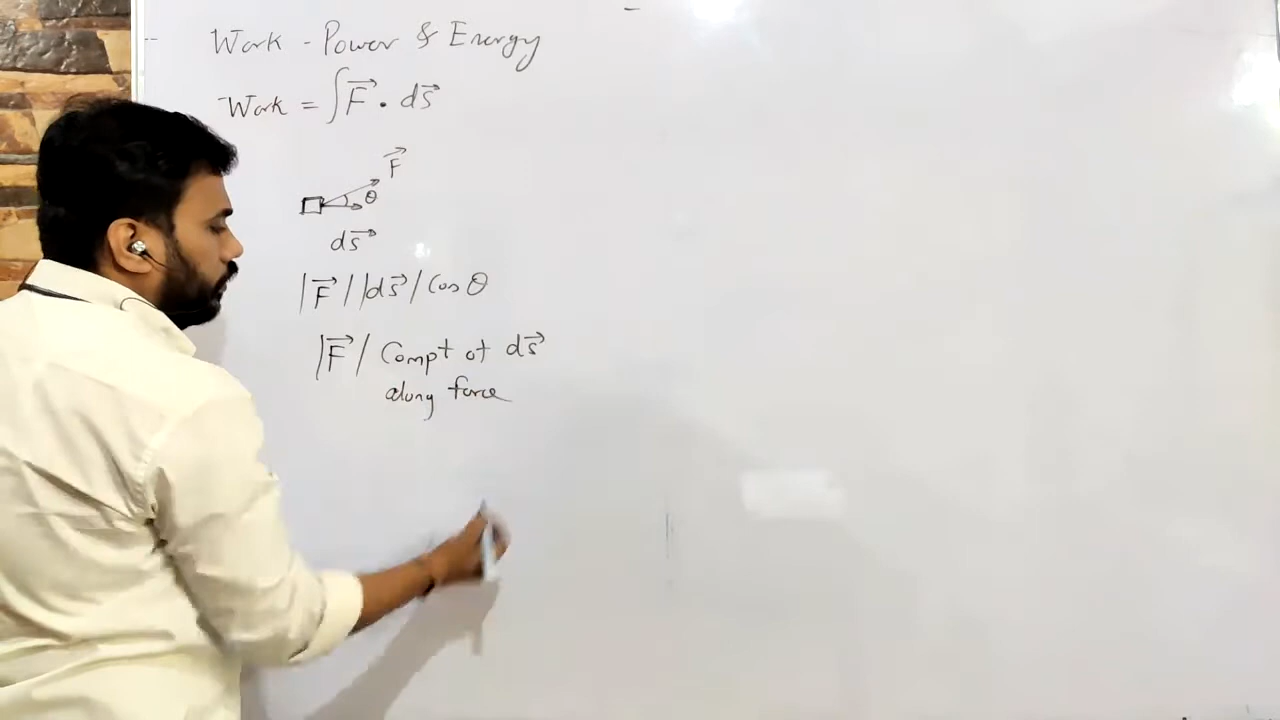 Work - Power & Energy
Work = ∫F⃗ . ds⃗
F⃗
θ
ds⃗
|F⃗||ds⃗|Cos θ
|F⃗| Compt of ds⃗
along force